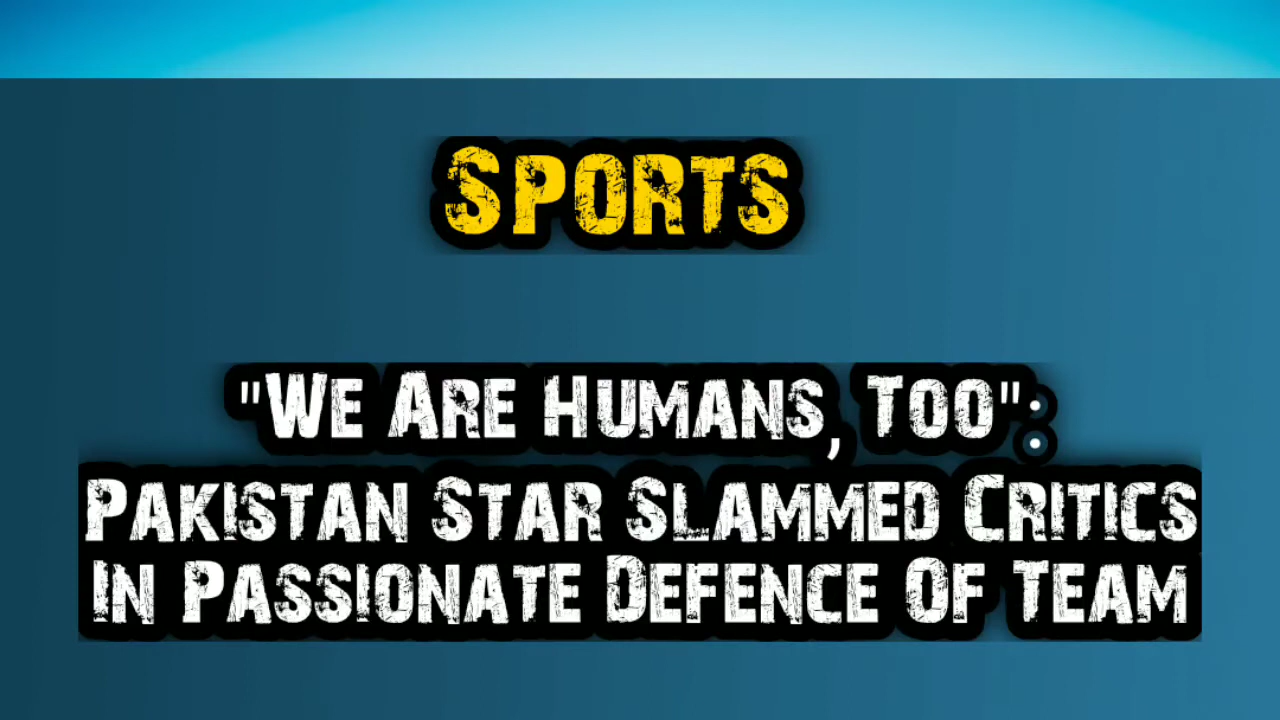 Sports
"We Are Humans, Too":
Pakistan Star Slammed Critics
In Passionate Defence Of Team